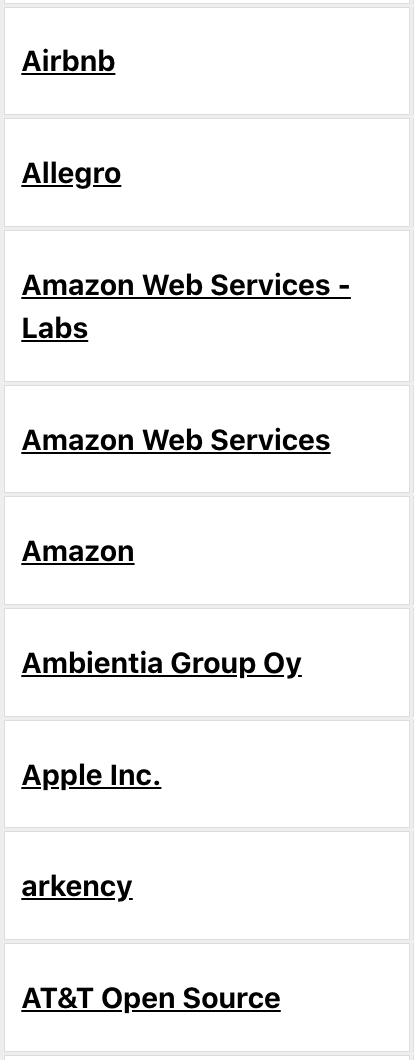 Airbnb
Allegro
Amazon Web Services -
Labs
Amazon Web Services
Amazon
Ambientia Group Oy
Apple Inc.
arkency
AT&T Open Source